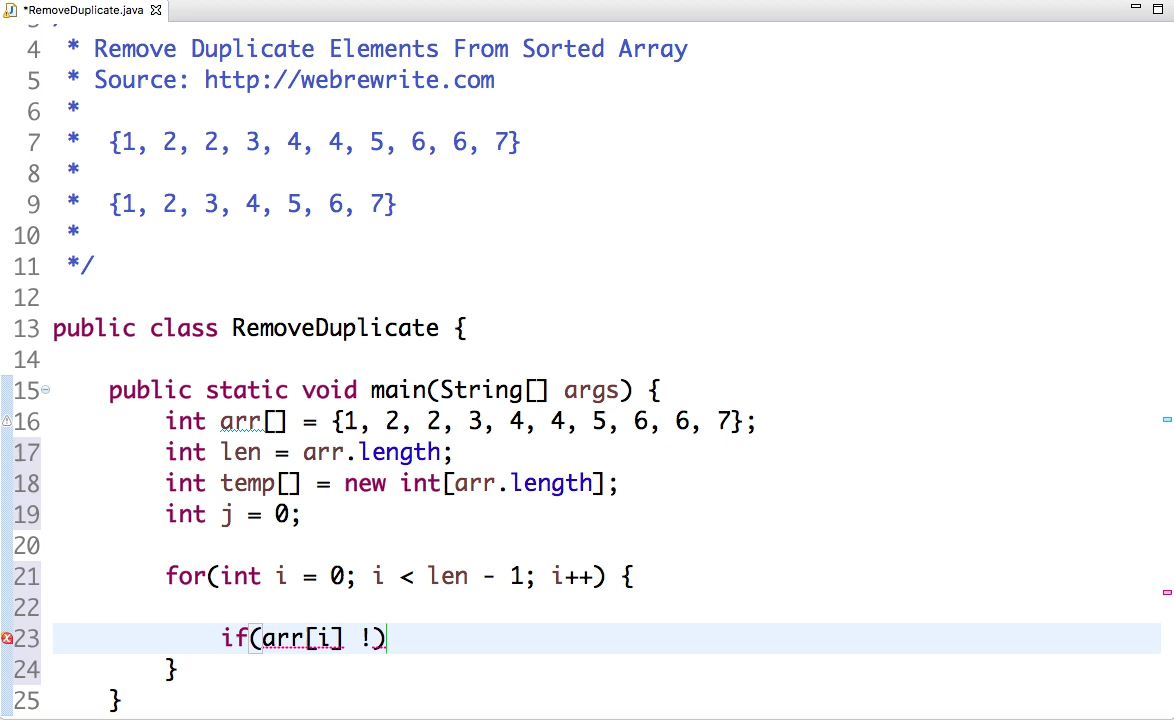 *RemoveDuplicate.java
4 * Remove Duplicate Elements From Sorted Array
5 * Source: http://webrewrite.com
6 *
7 * {1, 2, 2, 3, 4, 4, 5, 6, 6, 7}
8 *
9 * {1, 2, 3, 4, 5, 6, 7}
10 *
11 */
12
13 public class RemoveDuplicate {
14
15 public static void main(String[] args) {
16 int arr[] = {1, 2, 2, 3, 4, 4, 5, 6, 6, 7};
17 int len = arr.length;
18 int temp[] = new int[arr.length];
19 int j = 0;
20
21 for(int i = 0; i < len - 1; i++) {
22
23 if(arr[i] !)
24 }
25 }